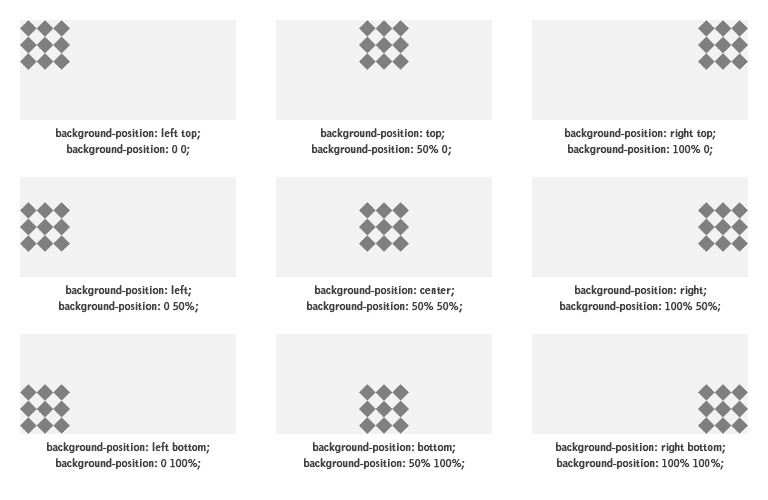 background-position: left top;
background-position: 0 0;
background-position: top;
background-position: 50% 0;
background-position: right top;
background-position: 100% 0;
background-position: left;
background-position: 0 50%;
background-position: center;
background-position: 50% 50%;
background-position: right;
background-position: 100% 50%;
background-position: left bottom;
background-position: 0 100%;
background-position: bottom;
background-position: 50% 100%;
background-position: right bottom;
background-position: 100% 100%;